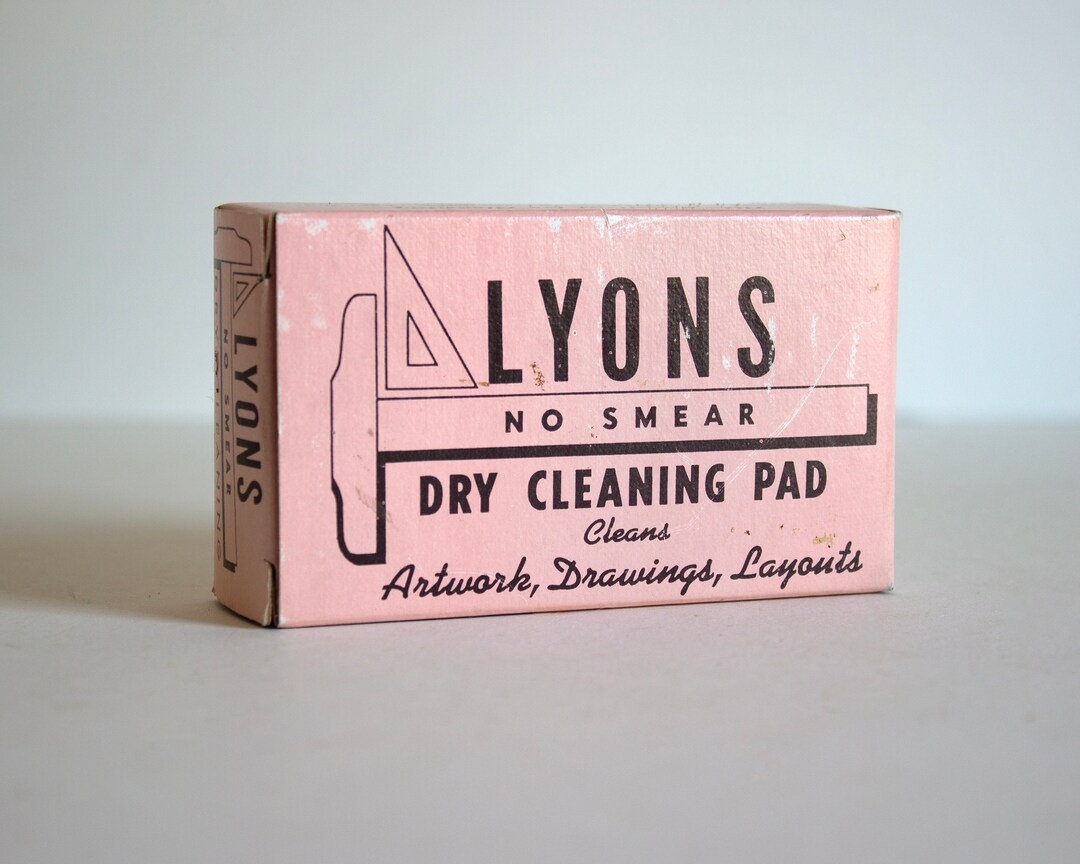 LYONS
NO SMEAR
DRY CLEANING PAD
Cleans
Artwork, Drawings, Layouts
LYONS
NO SMEAR